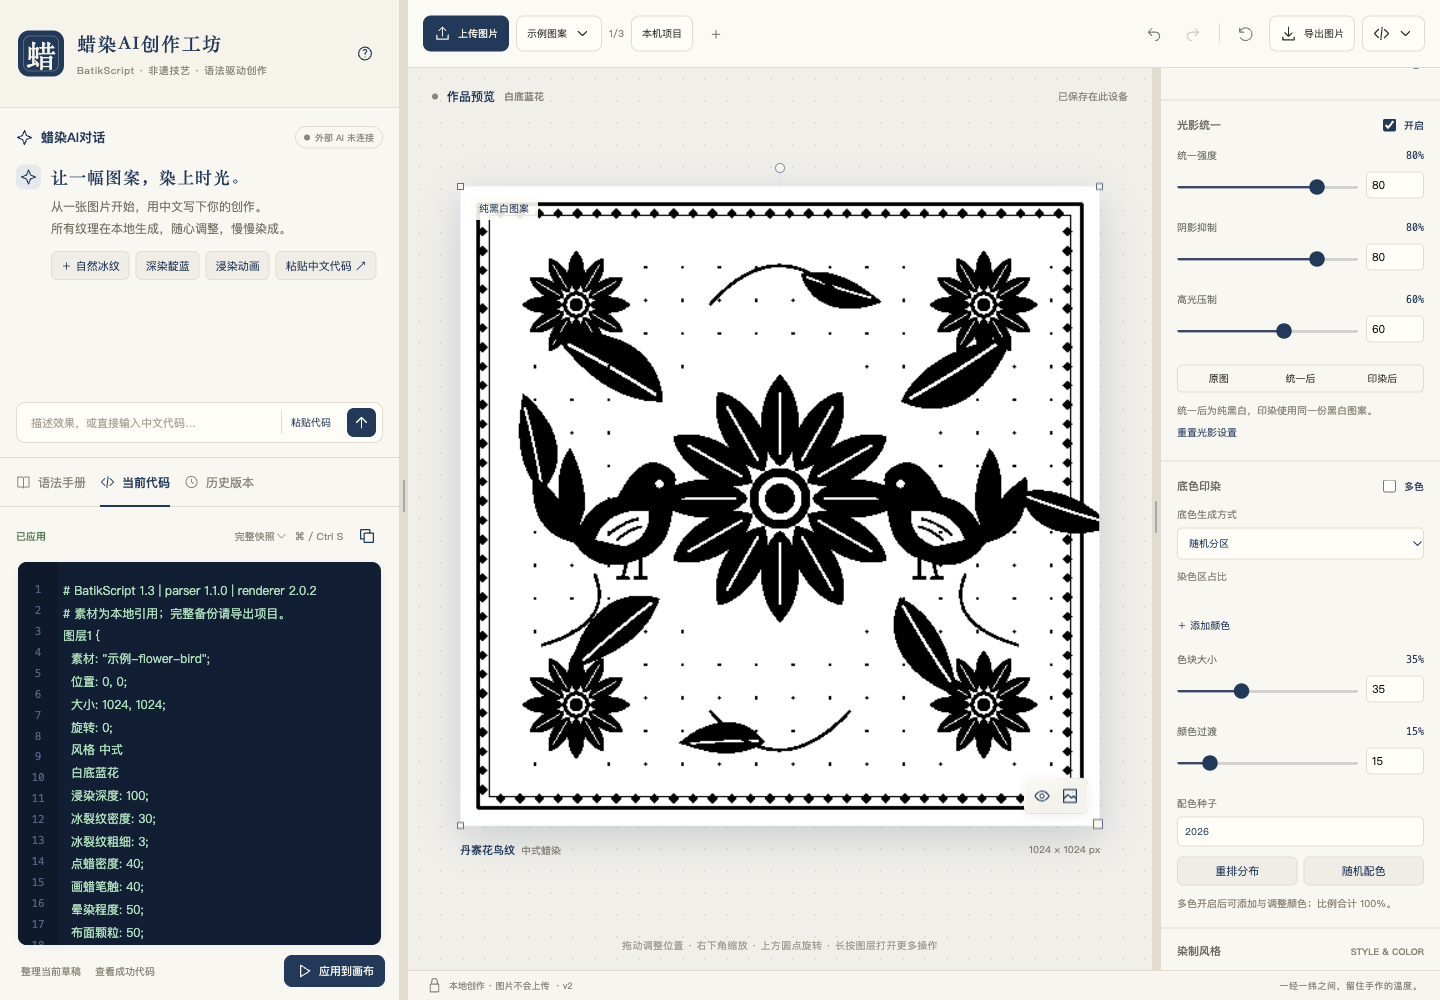 蜡
蜡染AI创作工坊
BatikScript · 非遗技艺 · 语法驱动创作
蜡染AI对话
外部 AI 未连接
让一幅图案，染上时光。
从一张图片开始，用中文写下你的创作。
所有纹理在本地生成，随心调整，慢慢染成。
＋ 自然冰纹
深染靛蓝
浸染动画
粘贴中文代码 ↗
描述效果，或直接输入中文代码...
粘贴代码
语法手册
当前代码
历史版本
已应用
完整快照
⌘ / Ctrl S
1 # BatikScript 1.3 | parser 1.1.0 | renderer 2.0.2
2 # 素材为本地引用；完整备份请导出项目。
3 图层1 {
4 素材: "示例-flower-bird";
5 位置: 0, 0;
6 大小: 1024, 1024;
7 旋转: 0;
8 风格 中式
9 白底蓝花
10 浸染深度: 100;
11 冰裂纹密度: 30;
12 冰裂纹粗细: 3;
13 点蜡密度: 40;
14 画蜡笔触: 40;
15 晕染程度: 50;
16 布面颗粒: 50;
17
18
整理当前草稿
查看成功代码
应用到画布
上传图片
示例图案
1/3
本机项目
＋
导出图片
作品预览
白底蓝花
已保存在此设备
纯黑白图案
丹寨花鸟纹
中式蜡染
1024 × 1024 px
拖动调整位置 · 右下角缩放 · 上方圆点旋转 · 长按图层打开更多操作
本地创作 · 图片不会上传 · v2
一经一纬之间，留住手作的温度。
光影统一
开启
统一强度
80%
80
阴影抑制
80%
80
高光压制
60%
60
原图
统一后
印染后
统一后为纯黑白，印染使用同一份黑白图案。
重置光影设置
底色印染
多色
底色生成方式
随机分区
染色区占比
＋ 添加颜色
色块大小
35%
35
颜色过渡
15%
15
配色种子
2026
重排分布
随机配色
多色开启后可添加与调整颜色；比例合计 100%。
染制风格
STYLE & COLOR